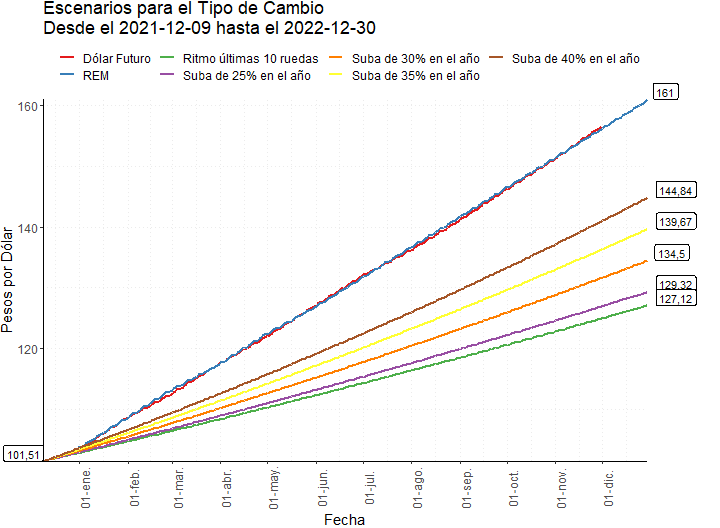 Escenarios para el Tipo de Cambio
Desde el 2021-12-09 hasta el 2022-12-30
Dólar Futuro
Ritmo últimas 10 ruedas
Suba de 30% en el año
Suba de 40% en el año
REM
Suba de 25% en el año
Suba de 35% en el año
Pesos por Dólar
160
140
120
101,51
161
144,84
139,67
134,5
129,32
127,12
01-ene.
01-feb.
01-mar.
01-abr.
01-may.
01-jun.
01-jul.
01-ago.
01-sep.
01-oct.
01-nov.
01-dic.
Fecha